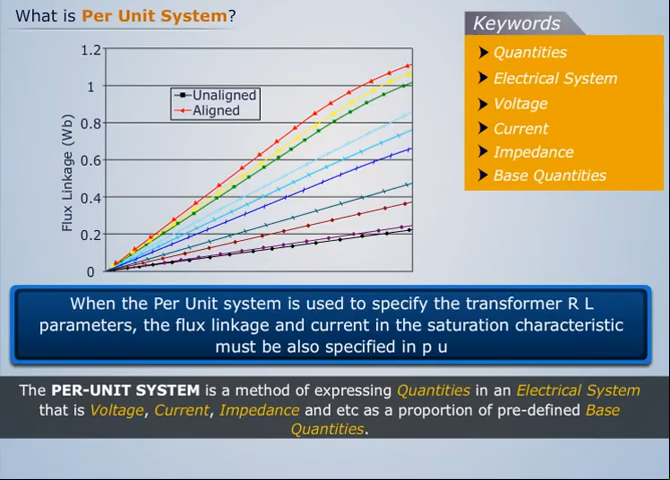 What is Per Unit System?
Keywords
Quantities
Electrical System
Voltage
Current
Impedance
Base Quantities
1.2
1
0.8
0.6
0.4
0.2
0
Flux Linkage (Wb)
Unaligned
Aligned
When the Per Unit system is used to specify the transformer R L
parameters, the flux linkage and current in the saturation characteristic
must be also specified in p u
The PER-UNIT SYSTEM is a method of expressing Quantities in an Electrical System
that is Voltage, Current, Impedance and etc as a proportion of pre-defined Base
Quantities.